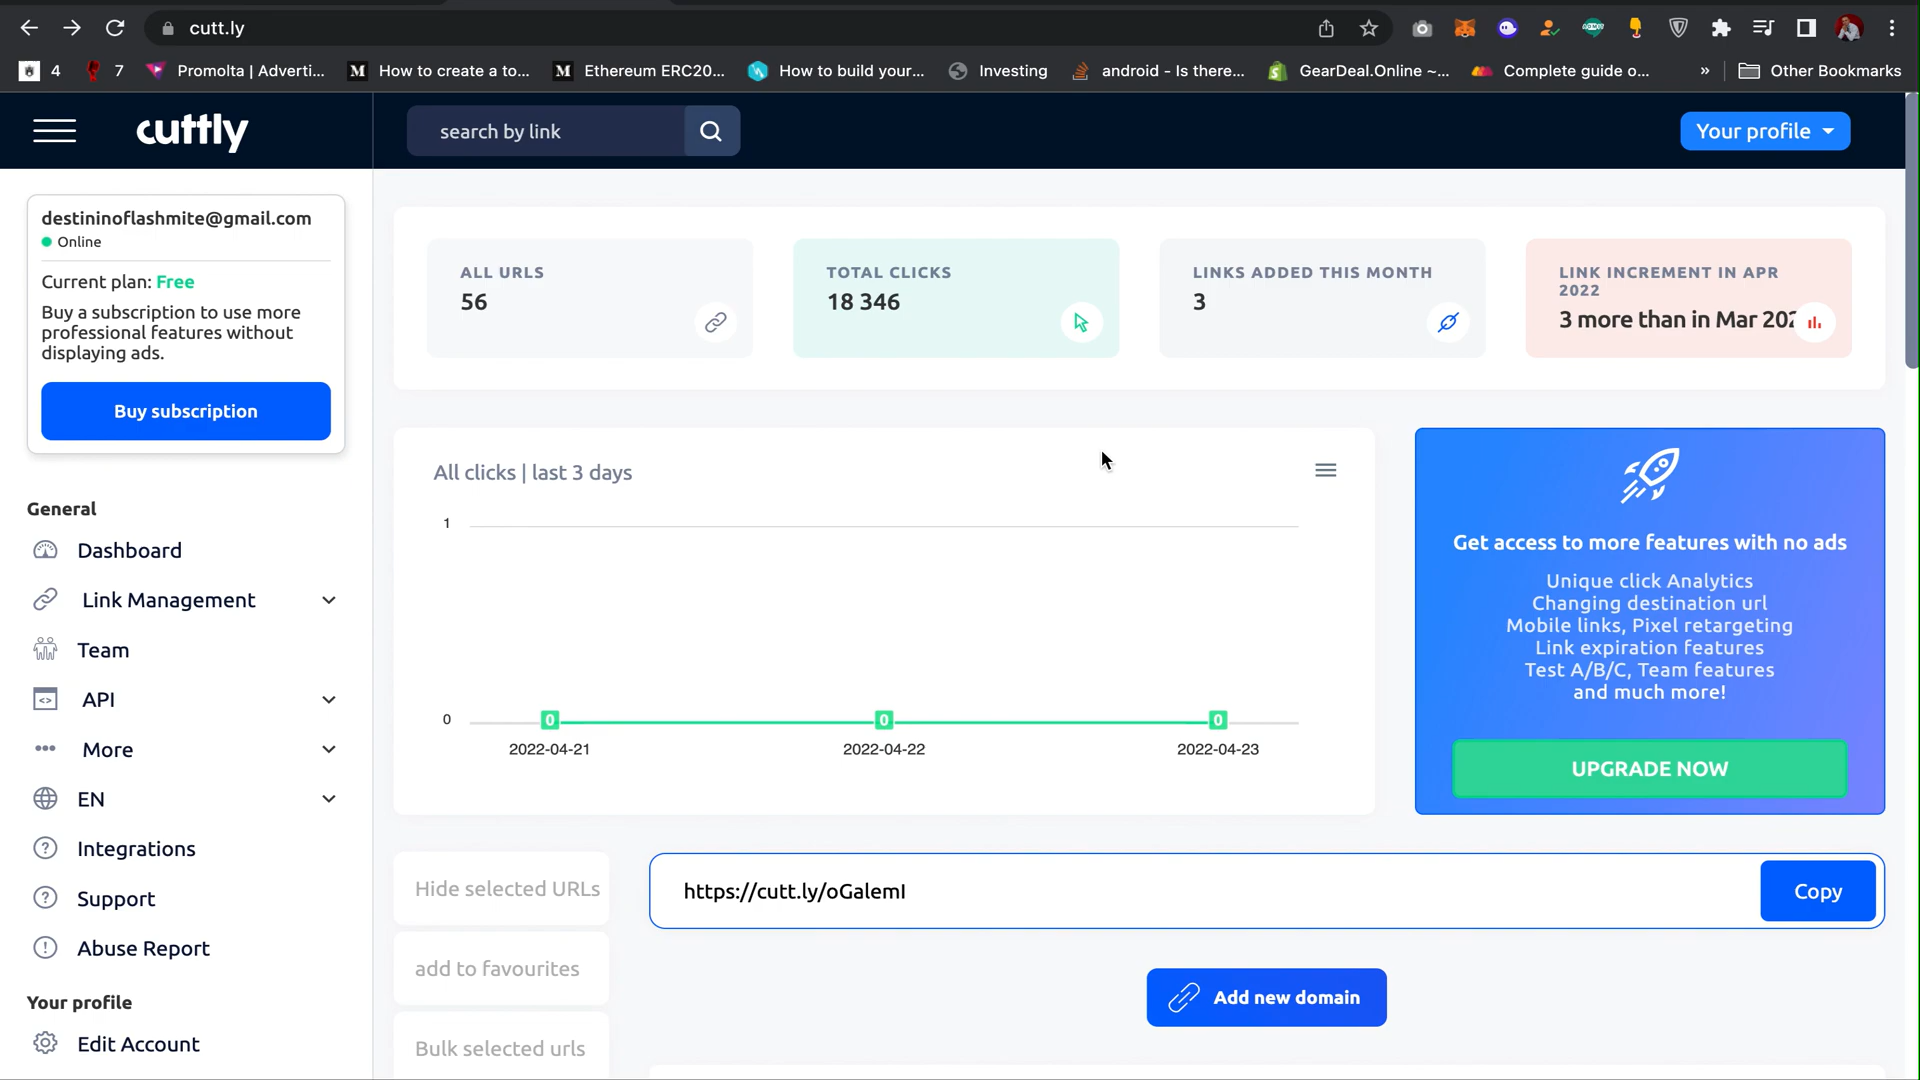 cutt.ly
4
7
Promolta | Adverti...
How to create a to...
Ethereum ERC20...
How to build your...
Investing
android - Is there...
GearDeal.Online ~...
Complete guide o...
»
Other Bookmarks
cuttly
search by link
Your profile
destininoflashmite@gmail.com
Online
Current plan: Free
Buy a subscription to use more
professional features without
displaying ads.
Buy subscription
General
Dashboard
Link Management
Team
API
More
EN
Integrations
Support
Abuse Report
Your profile
Edit Account
ALL URLS
56
TOTAL CLICKS
18 346
LINKS ADDED THIS MONTH
3
LINK INCREMENT IN APR
2022
3 more than in Mar 202
All clicks | last 3 days
1
0
0
0
0
2022-04-21
2022-04-22
2022-04-23
Get access to more features with no ads
Unique click Analytics
Changing destination url
Mobile links, Pixel retargeting
Link expiration features
Test A/B/C, Team features
and much more!
UPGRADE NOW
Hide selected URLs
add to favourites
Bulk selected urls
https://cutt.ly/oGalemI
Copy
Add new domain